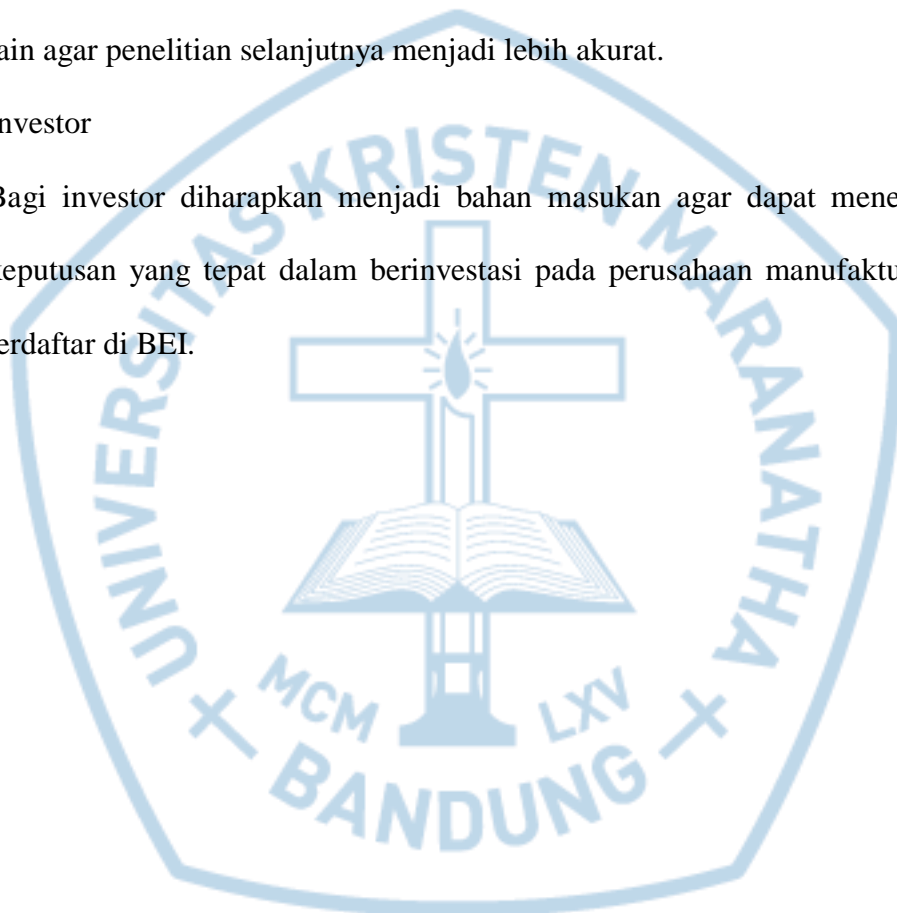 ain agar penelitian selanjutnya menjadi lebih akurat.
nvestor
Bagi investor diharapkan menjadi bahan masukan agar dapat mene
keputusan yang tepat dalam berinvestasi pada perusahaan manufaktu
erdaftar di BEI.
UNIVERSITAS KRISTEN MARANATHA
MCM LXV
BANDUNG